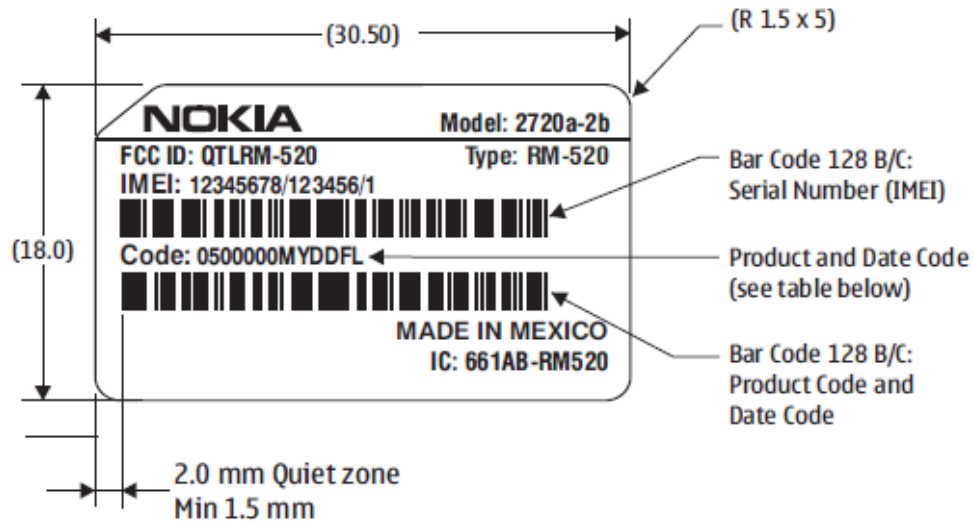 (30.50)
(R 1.5 x 5)
NOKIA
Model: 2720a-2b
FCC ID: QTLRM-520
Type: RM-520
IMEI: 12345678/123456/1
Bar Code 128 B/C:
Serial Number (IMEI)
(18.0)
Code: 0500000MYDDFL
Product and Date Code
(see table below)
MADE IN MEXICO
IC: 661AB-RM520
Bar Code 128 B/C:
Product Code and
Date Code
2.0 mm Quiet zone
Min 1.5 mm